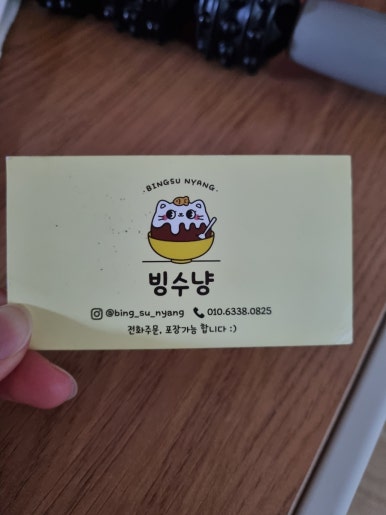 ·BINGSU NYANG·
빙수냥
@bing_su_nyang 010.6338.0825
전화주문, 포장가능 합니다 :)